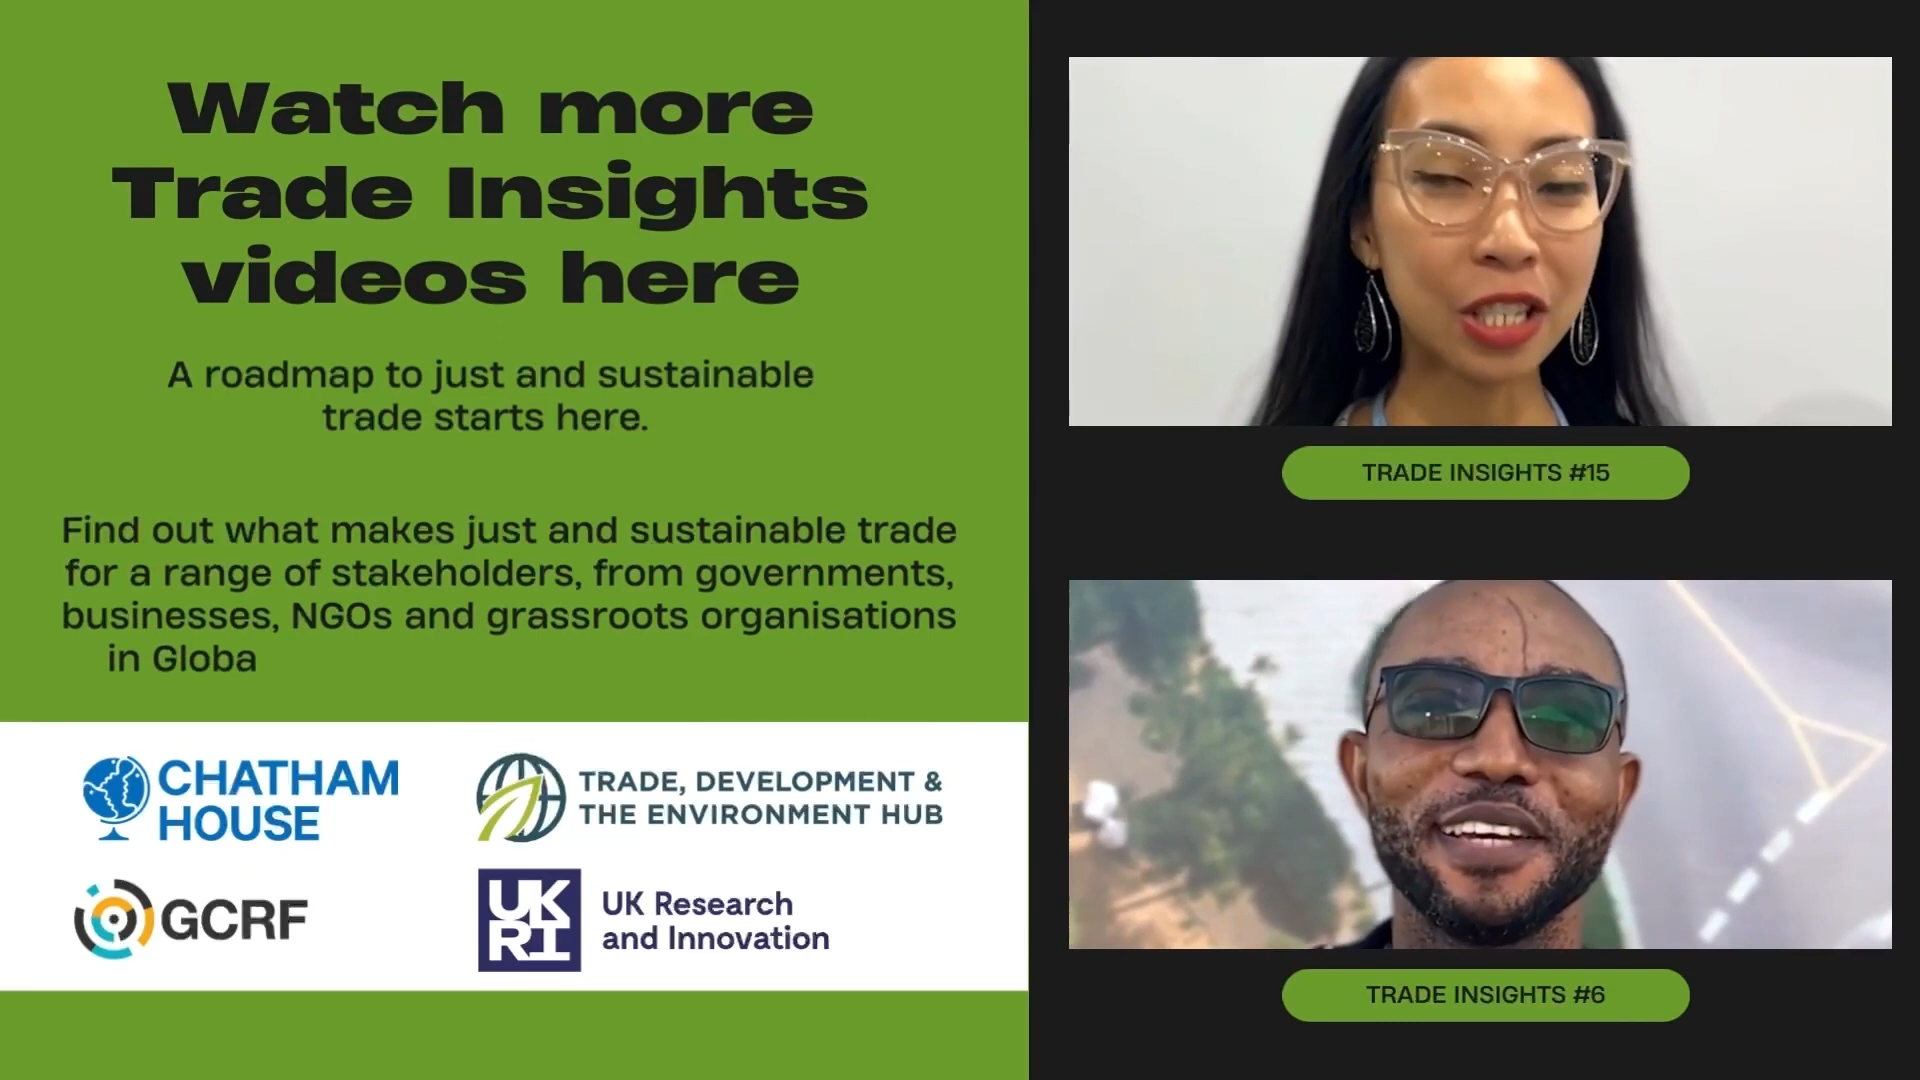 Watch more
Trade Insights
videos here
A roadmap to just and sustainable
trade starts here.
Find out what makes just and sustainable trade
for a range of stakeholders, from governments,
businesses, NGOs and grassroots organisations
in Globa
CHATHAM
HOUSE
TRADE, DEVELOPMENT &
THE ENVIRONMENT HUB
GCRF
UK
RI
UK Research
and Innovation
TRADE INSIGHTS #15
TRADE INSIGHTS #6